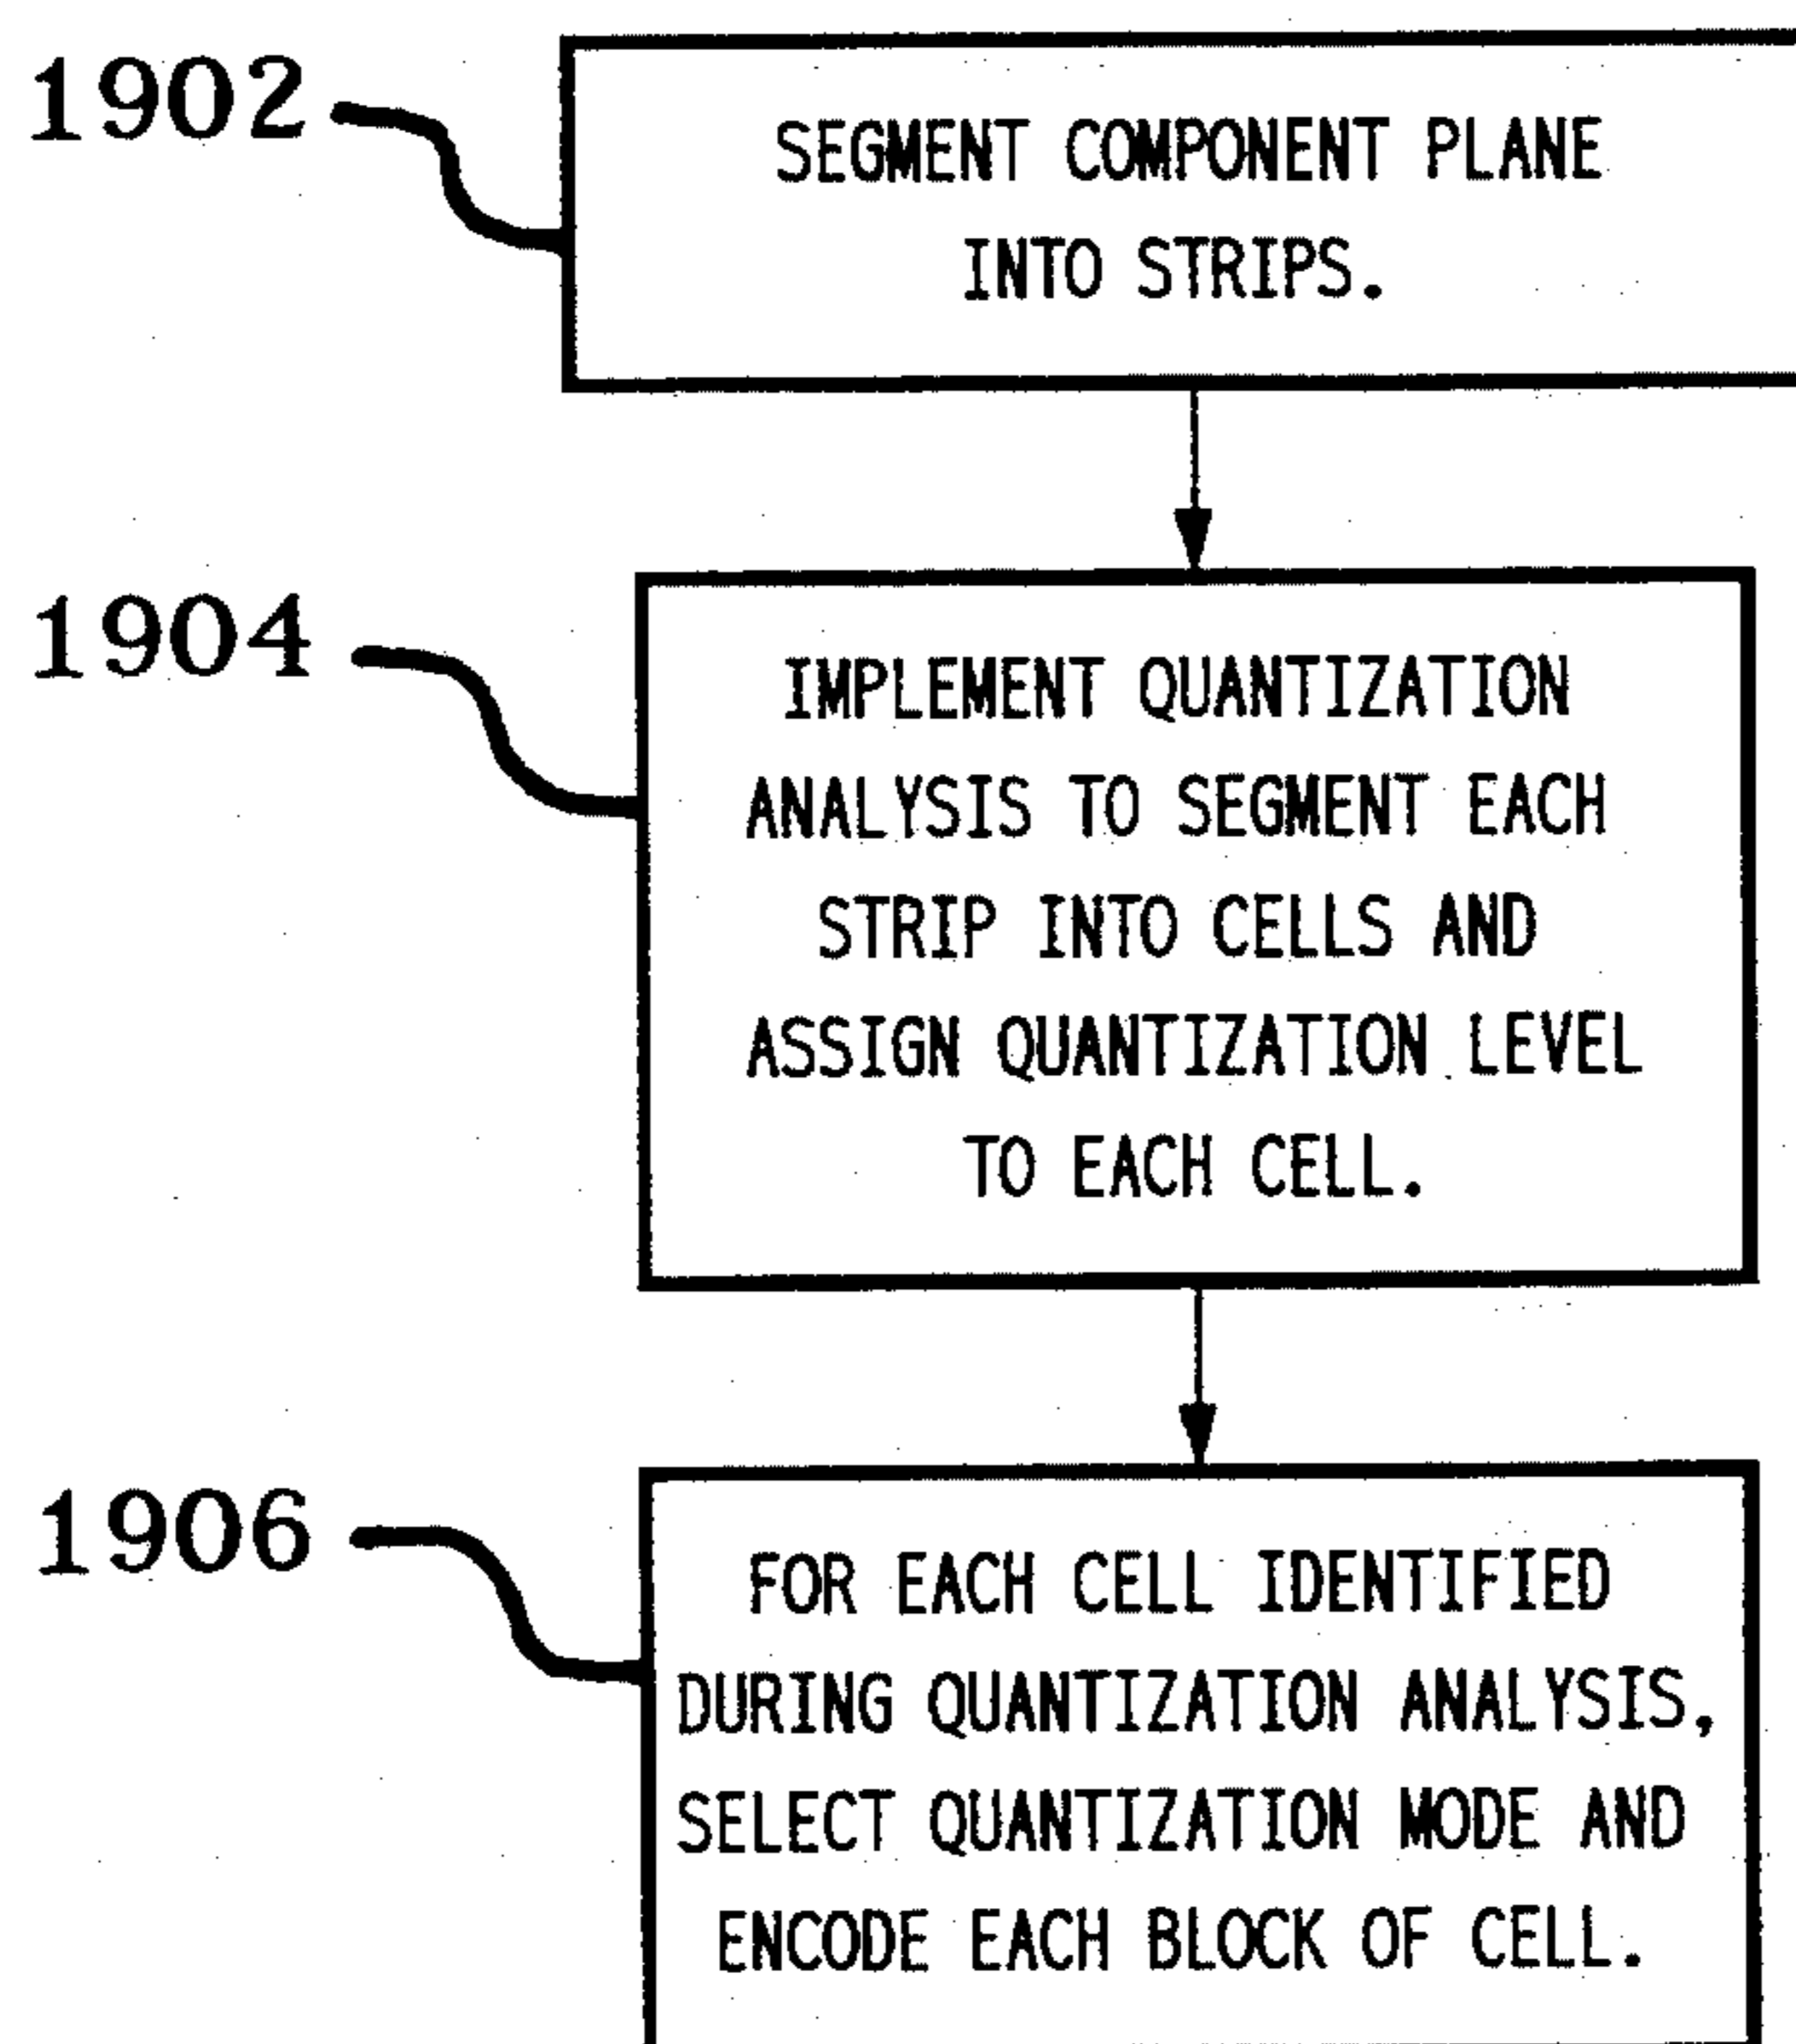 1902
SEGMENT COMPONENT PLANE
INTO STRIPS.
1904
IMPLEMENT QUANTIZATION
ANALYSIS TO SEGMENT EACH
STRIP INTO CELLS AND
ASSIGN QUANTIZATION LEVEL
TO EACH CELL.
1906
FOR EACH CELL IDENTIFIED
DURING QUANTIZATION ANALYSIS,
SELECT QUANTIZATION MODE AND
ENCODE EACH BLOCK OF CELL.